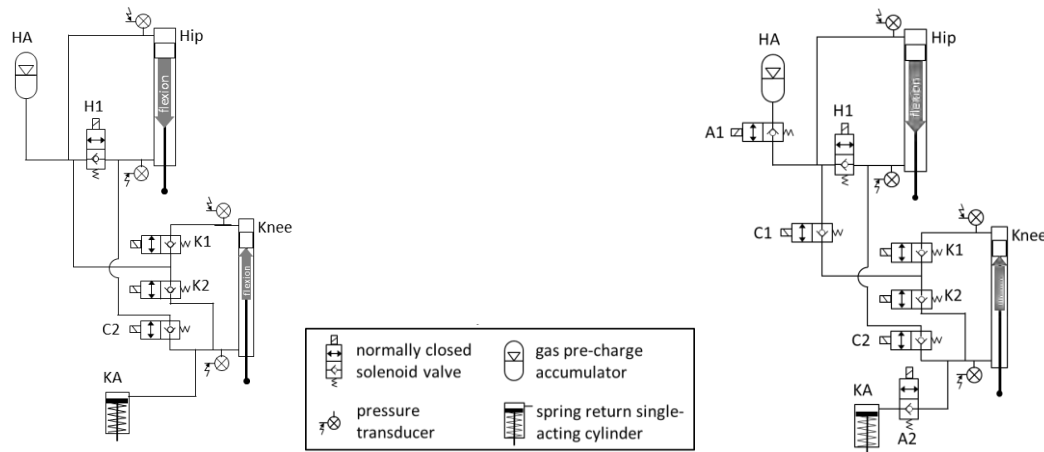 HA
Hip
flexion
H1
Knee
K1
flexion
K2
C2
KA
normally closed
solenoid valve
gas pre-charge
accumulator
pressure
transducer
spring return single-
acting cylinder
HA
Hip
flexion
H1
A1
C1
Knee
K1
K2
C2
KA
A2